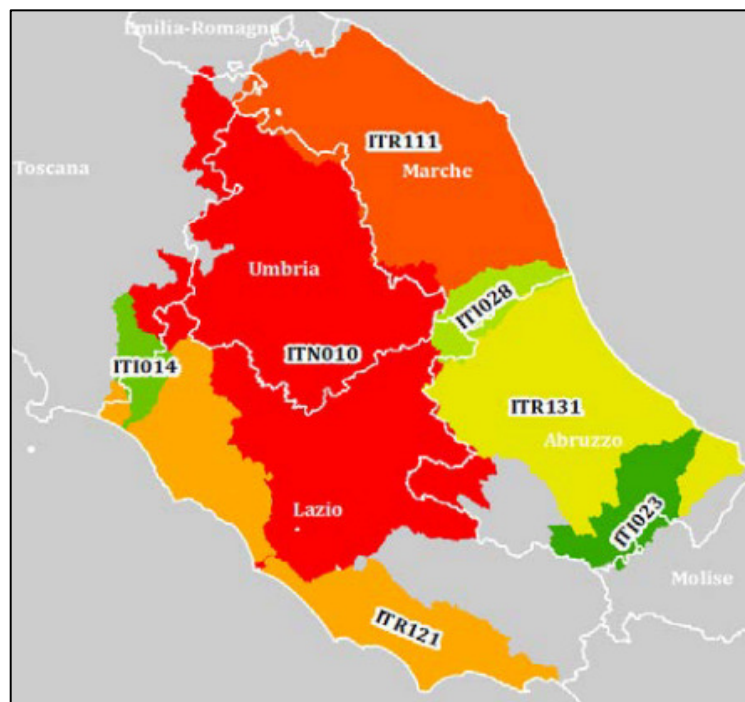 Emilia-Romagna
ITR111
Toscana
Marche
Umbria
ITI028
ITN010
ITI014
ITR131
Abruzzo
Lazio
ITI023
Molise
ITR121